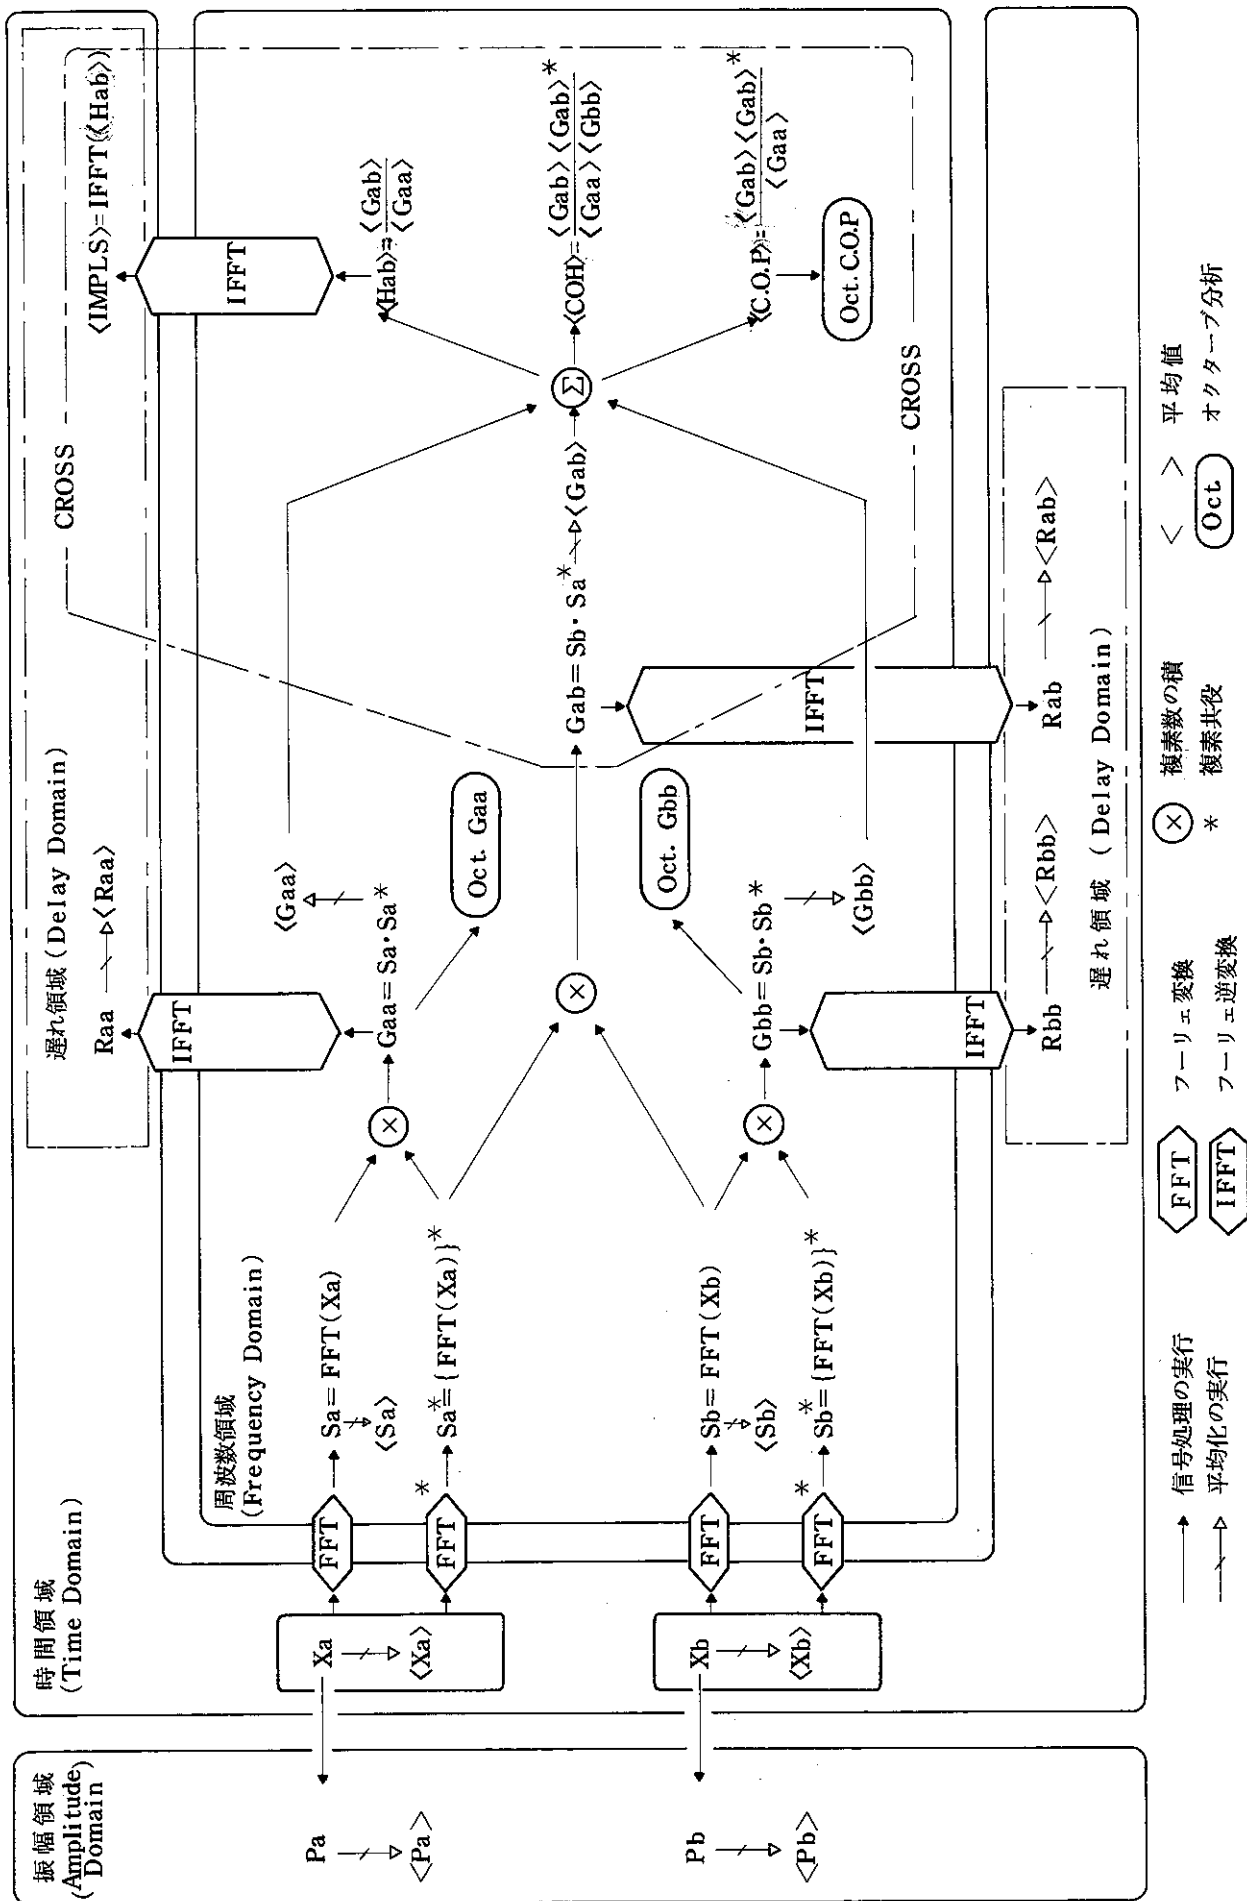 振幅領域
(Amplitude
Domain)
Pa
〈Pa〉
Pb
〈Pb〉
時間領域
(Time Domain)
Xa
〈Xa〉
Xb
〈Xb〉
FFT
FFT
*
FFT
FFT
*
周波数領域
(Frequency Domain)
Sa=FFT(Xa)
〈Sa〉
Sa*={FFT(Xa)}*
Sb=FFT(Xb)
〈Sb〉
Sb*={FFT(Xb)}*
×
×
×
遅れ領域(Delay Domain)
Raa
〈Raa〉
IFFT
Gaa=Sa・Sa*
〈Gaa〉
Oct. Gaa
Oct. Gbb
Gbb=Sb・Sb*
〈Gbb〉
IFFT
Rbb
〈Rbb〉
遅れ領域 (Delay Domain)
Gab=Sb・Sa*
〈Gab〉
IFFT
Rab
〈Rab〉
CROSS
CROSS
Σ
〈IMPLS〉=IFFT(〈Hab〉)
IFFT
〈Hab〉=〈Gab〉/〈Gaa〉
〈COH〉=〈Gab〉〈Gab〉*/〈Gaa〉〈Gbb〉
〈C.O.P〉=〈Gab〉〈Gab〉*/〈Gaa〉
Oct. C.O.P
信号処理の実行
平均化の実行
FFT フーリェ変換
IFFT フーリェ逆変換
× 複素数の積
* 複素共役
〈 〉 平均値
Oct. オクターブ分析